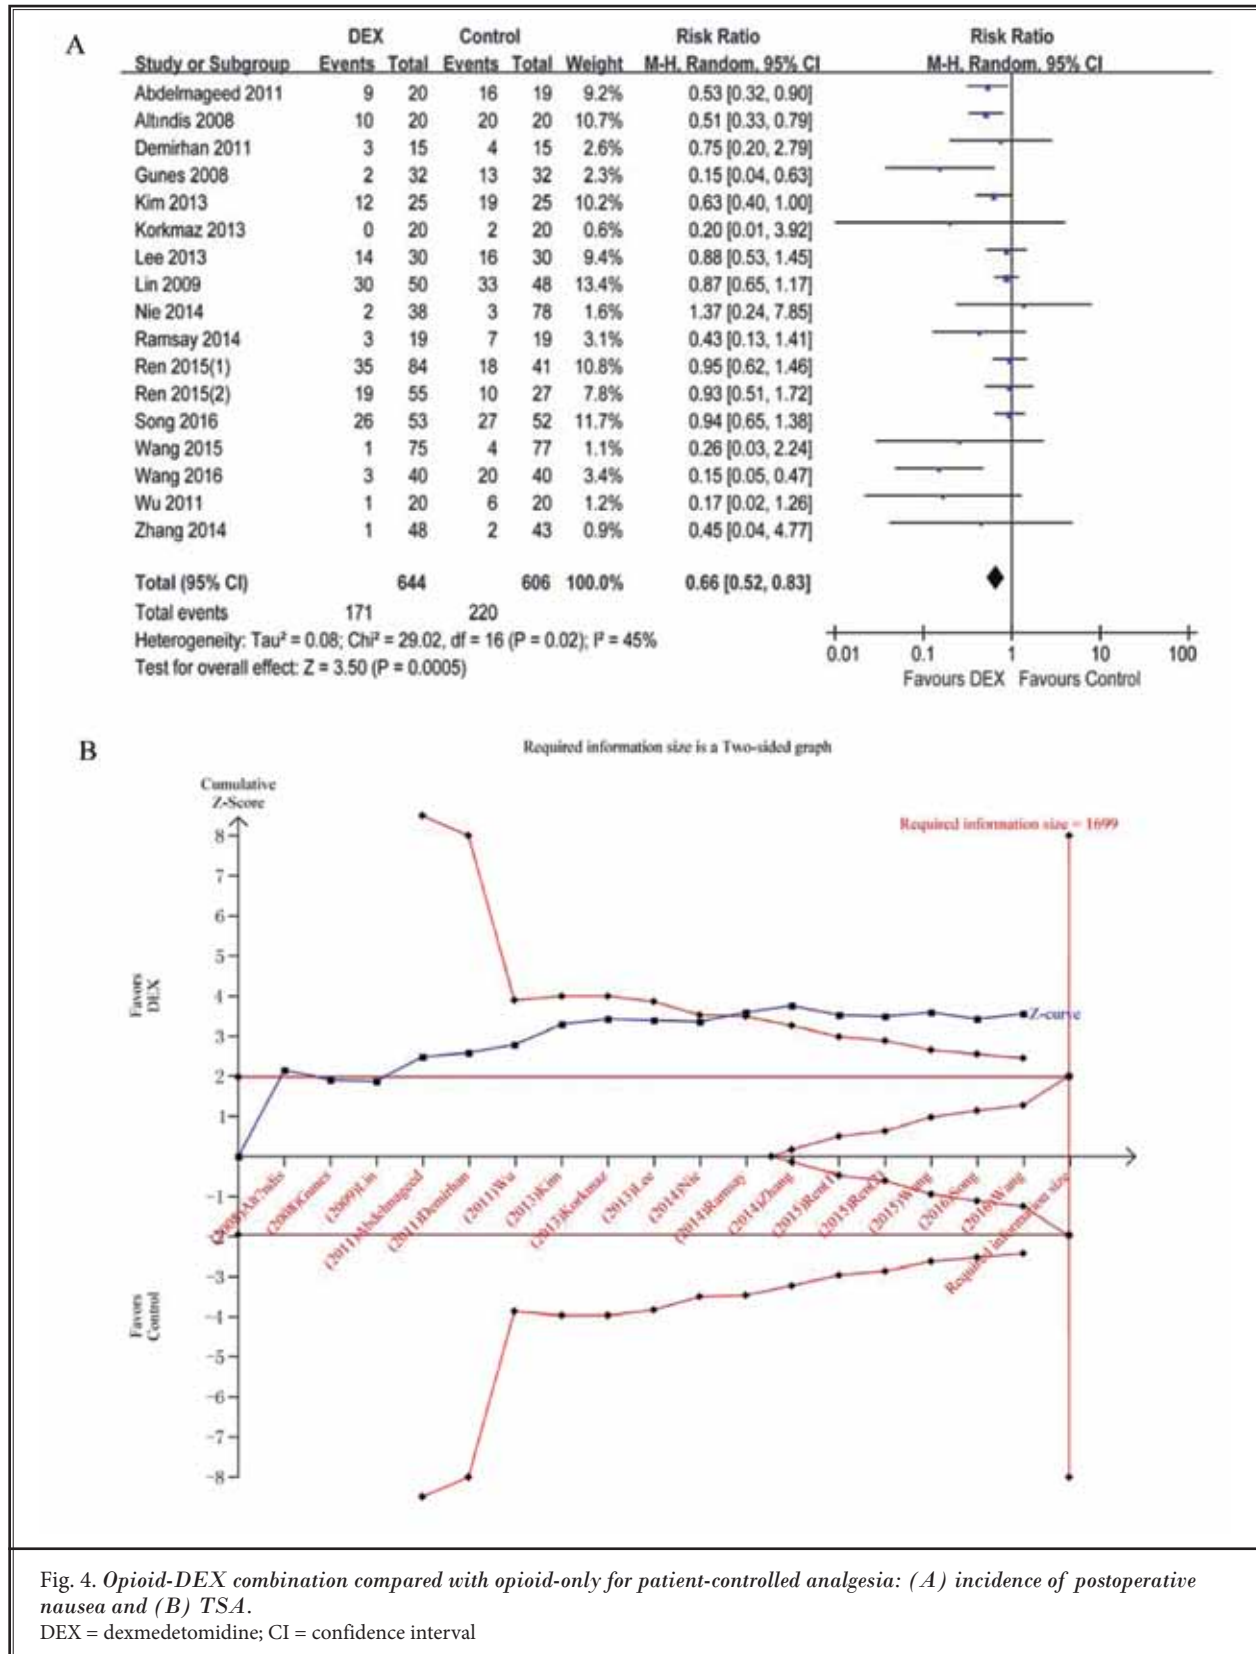 A
DEX Control Risk Ratio Risk Ratio
Study or Subgroup Events Total Events Total Weight M-H, Random, 95% CI M-H, Random, 95% CI
Abdelmageed 2011 9 20 16 19 9.2% 0.53 [0.32, 0.90]
Altındis 2008 10 20 20 20 10.7% 0.51 [0.33, 0.79]
Demirhan 2011 3 15 4 15 2.6% 0.75 [0.20, 2.79]
Gunes 2008 2 32 13 32 2.3% 0.15 [0.04, 0.63]
Kim 2013 12 25 19 25 10.2% 0.63 [0.40, 1.00]
Korkmaz 2013 0 20 2 20 0.6% 0.20 [0.01, 3.92]
Lee 2013 14 30 16 30 9.4% 0.88 [0.53, 1.45]
Lin 2009 30 50 33 48 13.4% 0.87 [0.65, 1.17]
Nie 2014 2 38 3 78 1.6% 1.37 [0.24, 7.85]
Ramsay 2014 3 19 7 19 3.1% 0.43 [0.13, 1.41]
Ren 2015(1) 35 84 18 41 10.8% 0.95 [0.62, 1.46]
Ren 2015(2) 19 55 10 27 7.8% 0.93 [0.51, 1.72]
Song 2016 26 53 27 52 11.7% 0.94 [0.65, 1.38]
Wang 2015 1 75 4 77 1.1% 0.26 [0.03, 2.24]
Wang 2016 3 40 20 40 3.4% 0.15 [0.05, 0.47]
Wu 2011 1 20 6 20 1.2% 0.17 [0.02, 1.26]
Zhang 2014 1 48 2 43 0.9% 0.45 [0.04, 4.77]
Total (95% CI) 644 606 100.0% 0.66 [0.52, 0.83]
Total events 171 220
Heterogeneity: Tau² = 0.08; Chi² = 29.02, df = 16 (P = 0.02); I² = 45%
Test for overall effect: Z = 3.50 (P = 0.0005)
0.01 0.1 1 10 100
Favours DEX Favours Control
B
Required information size is a Two-sided graph
Cumulative
Z-Score
Required information size = 1699
8
7
6
5
4
3
2
1
-1
-2
-3
-4
-5
-6
-7
-8
Favors
DEX
Favors
Control
Z-curve
(2008)Gunes
(2009)Lin
(2011)Abdelmageed
(2011)Demirhan
(2011)Wu
(2013)Kim
(2013)Korkmaz
(2013)Lee
(2014)Nie
(2014)Ramsay
(2014)Zhang
(2015)Wang
(2016)Song
(2016)Wang
Required information size
Fig. 4. Opioid-DEX combination compared with opioid-only for patient-controlled analgesia: (A) incidence of postoperative
nausea and (B) TSA.
DEX = dexmedetomidine; CI = confidence interval